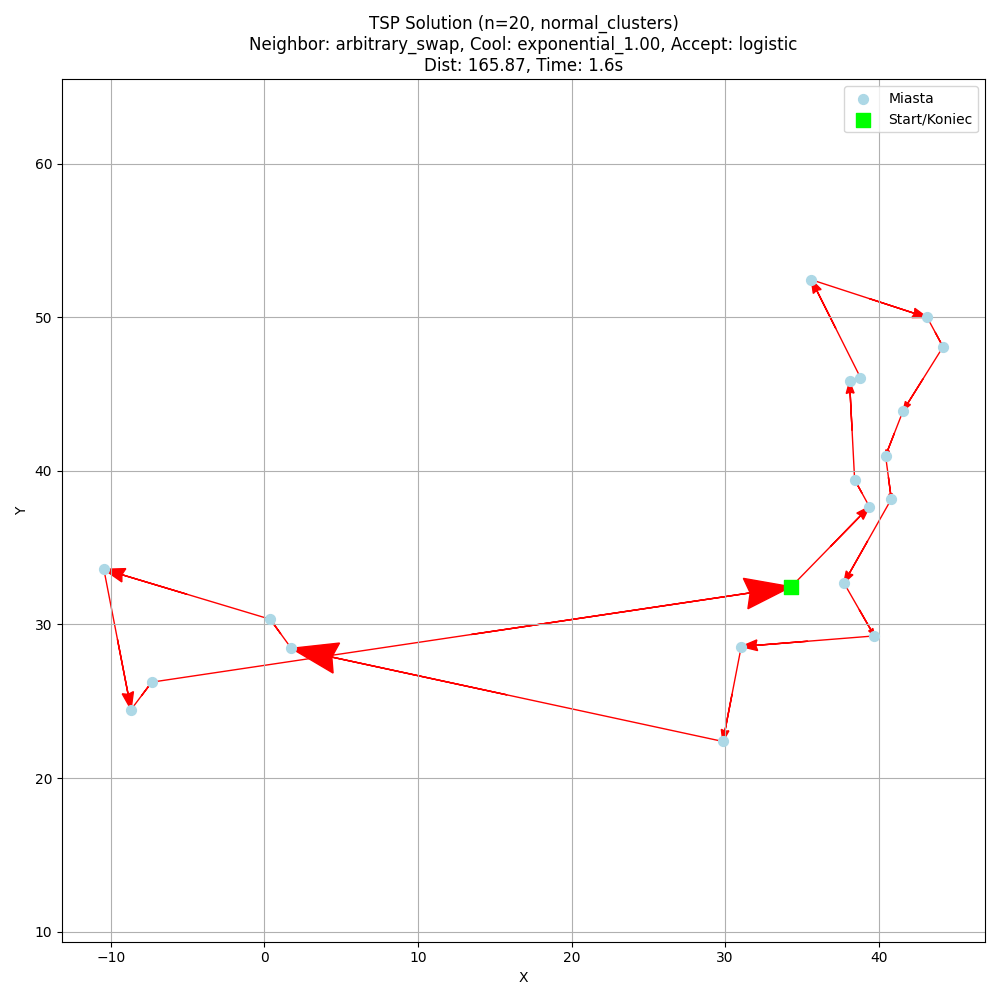 TSP Solution (n=20, normal_clusters)
Neighbor: arbitrary_swap, Cool: exponential_1.00, Accept: logistic
Dist: 165.87, Time: 1.6s
Miasta
Start/Koniec
60
50
40
30
20
10
Y
−10 0 10 20 30 40
X